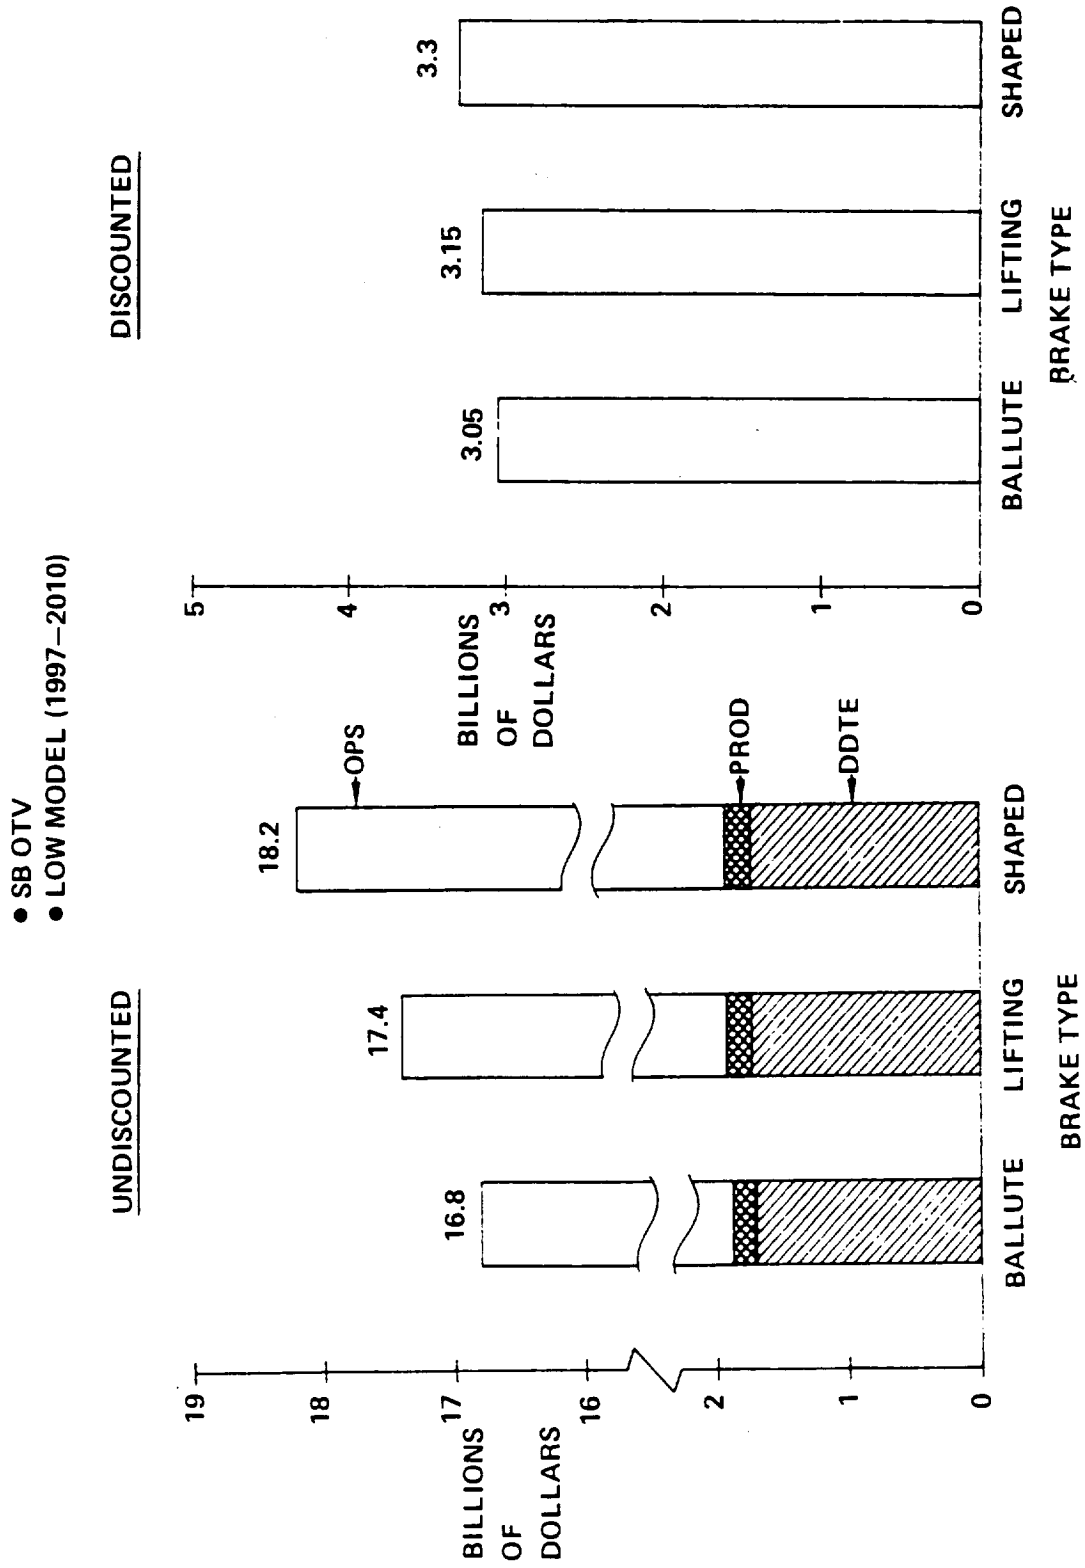 ● SB OTV
● LOW MODEL (1997–2010)
UNDISCOUNTED
19
18
17
16
2
1
0
BILLIONS
OF
DOLLARS
16.8
17.4
18.2
OPS
PROD
DDTE
BALLUTE
LIFTING
SHAPED
BRAKE TYPE
DISCOUNTED
5
4
3
2
1
0
BILLIONS
OF
DOLLARS
3.05
3.15
3.3
BALLUTE
LIFTING
SHAPED
BRAKE TYPE